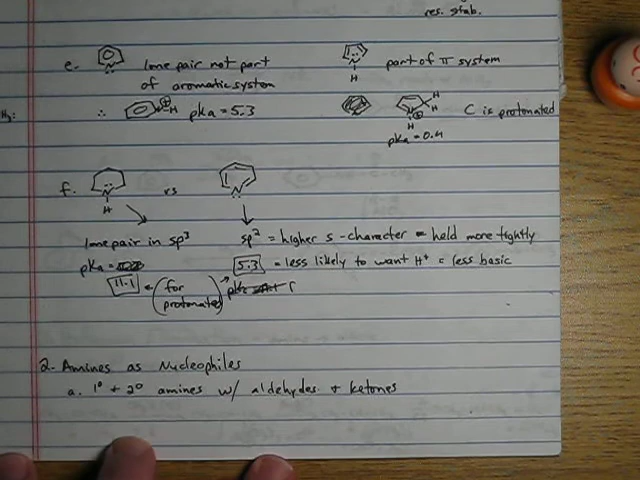 res. stab.
e. lone pair not part
of aromatic system
part of π system
N
H
H₂:
∴ N⊕-H pKa = 5.3
H
H
N⊕
H
C is protonated
pKa = 0.4
f. N
H
vs
N
lone pair in sp³
sp² = higher s-character = held more tightly
pKa =
5.3 = less likely to want H⁺ = less basic
11.1 = (for
protonated)
2. Amines as Nucleophiles
a. 1° + 2° amines w/ aldehydes + ketones